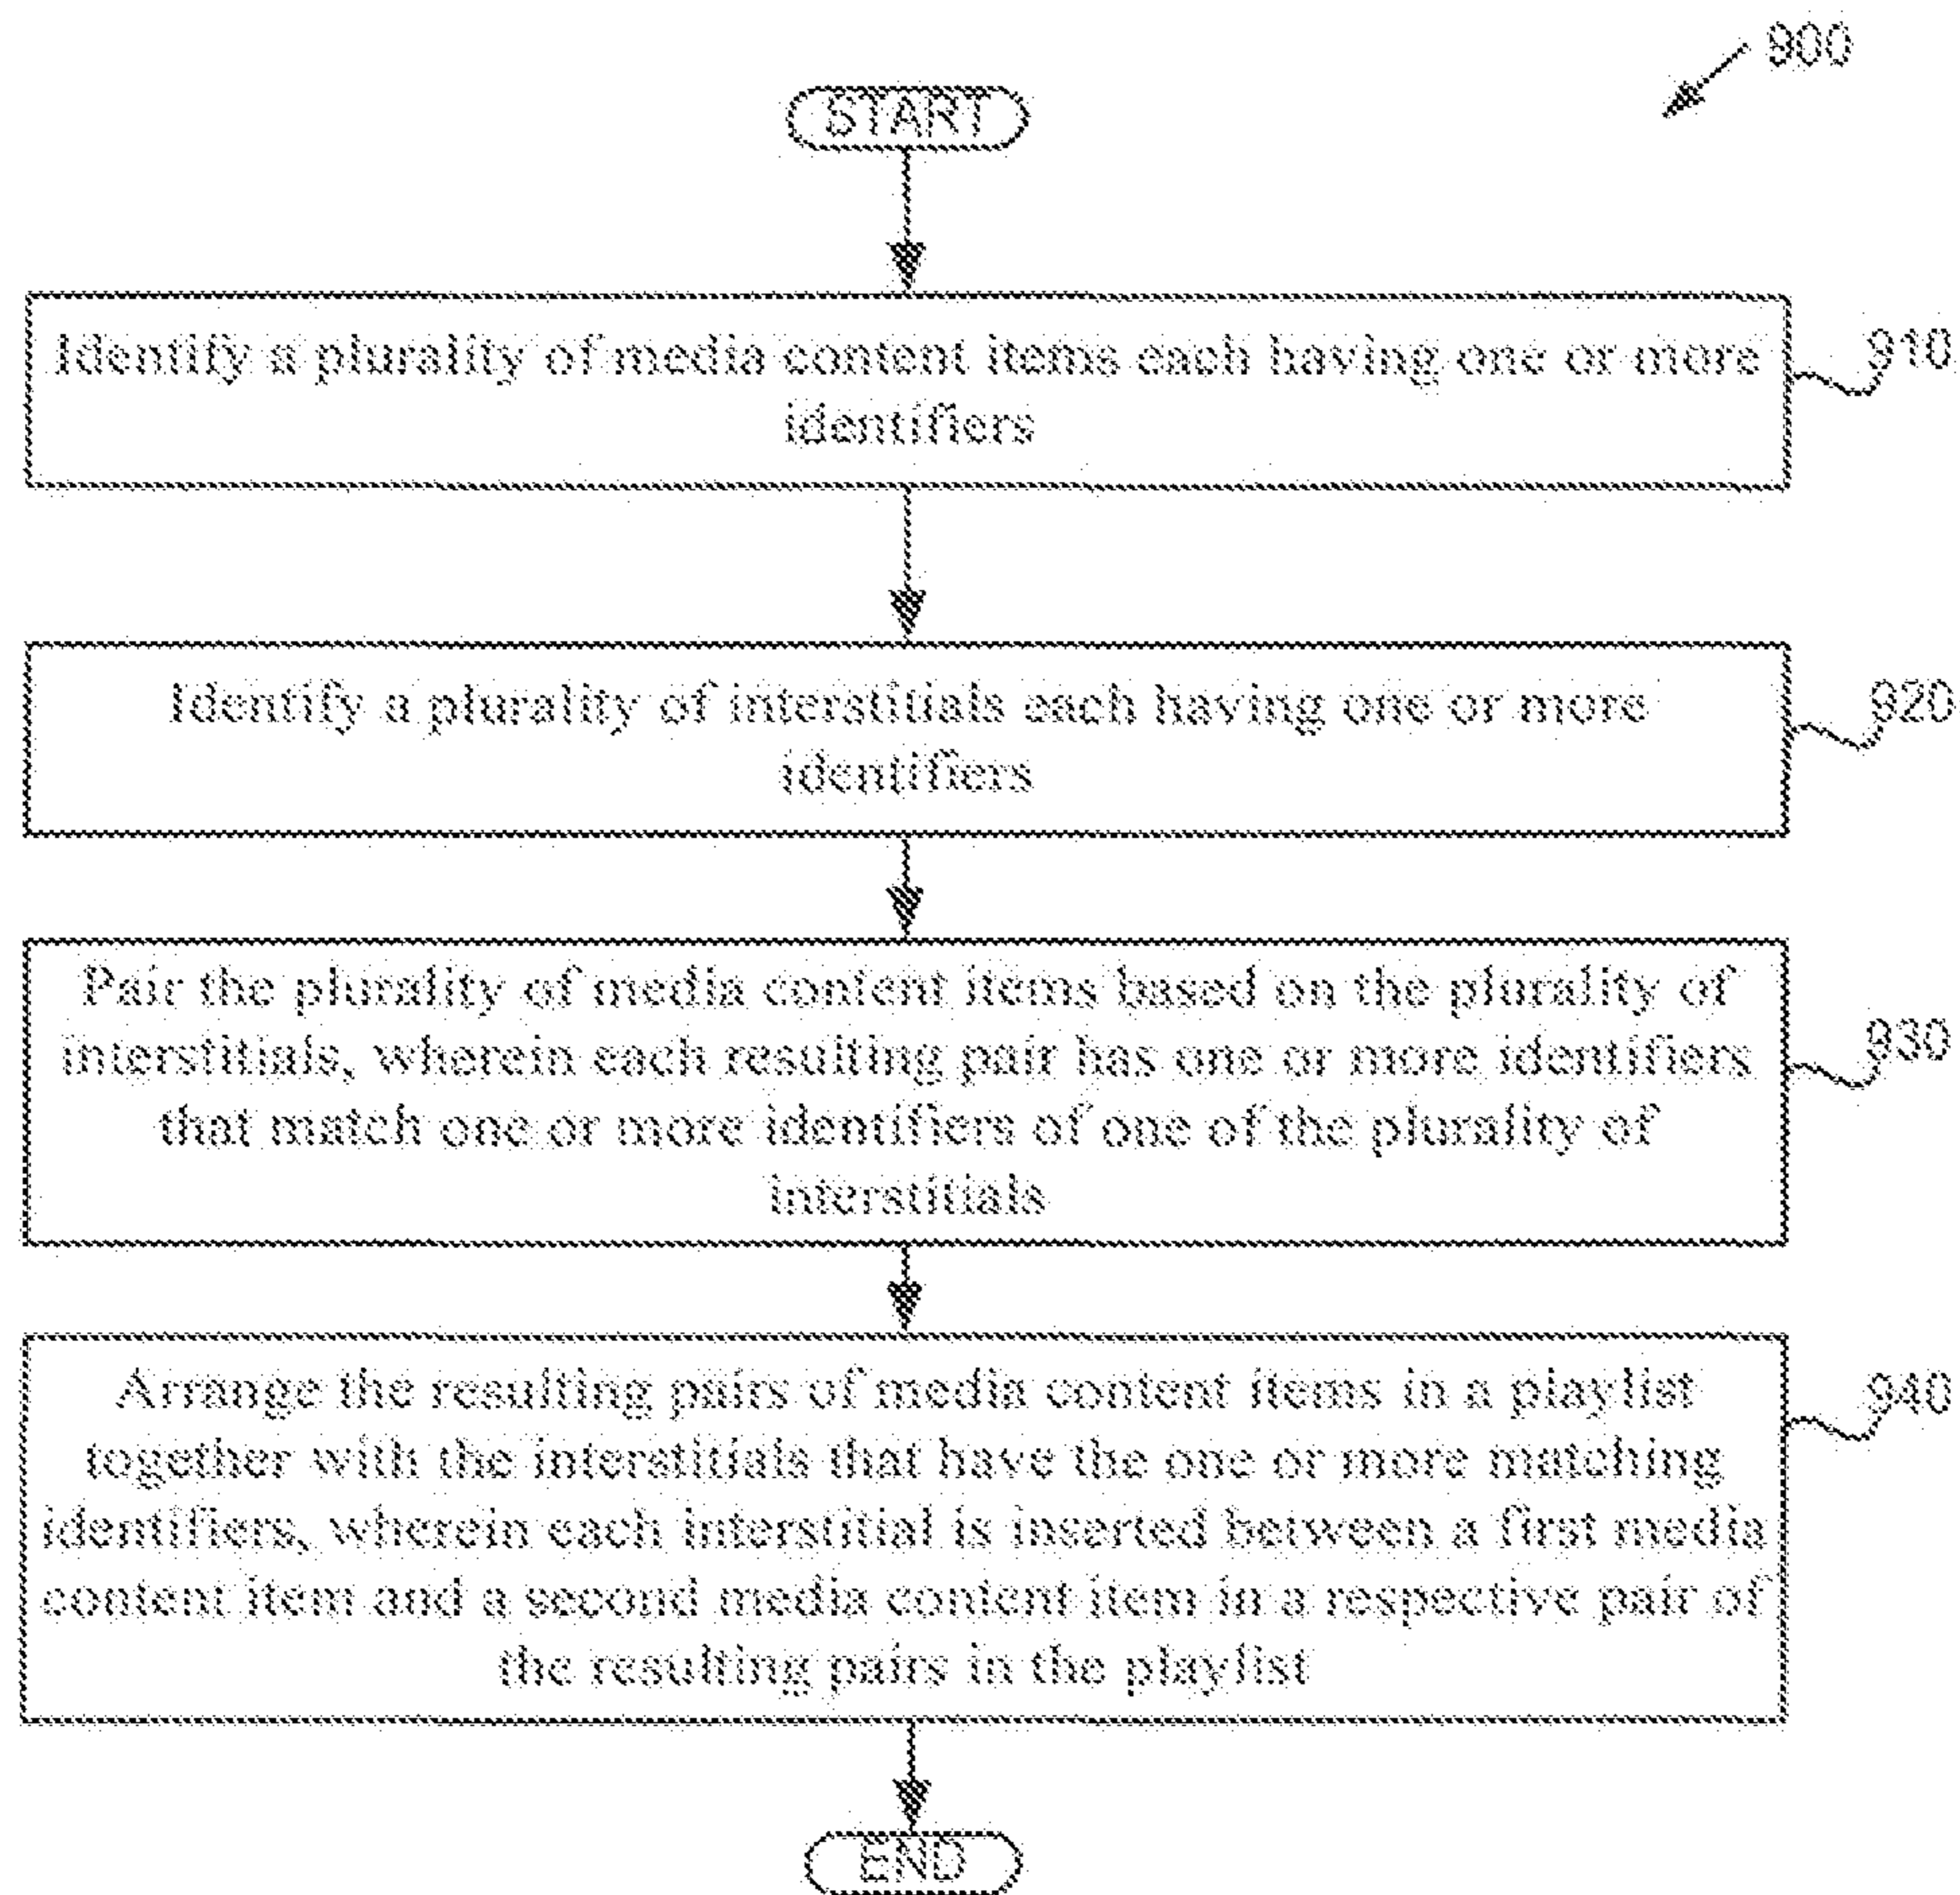 900
START
Identify a plurality of media content items each having one or more
identifiers
910
Identify a plurality of interstitials each having one or more
identifiers
920
Pair the plurality of media content items based on the plurality of
interstitials, wherein each resulting pair has one or more identifiers
that match one or more identifiers of one of the plurality of
interstitials
930
Arrange the resulting pairs of media content items in a playlist
together with the interstitials that have the one or more matching
identifiers, wherein each interstitial is inserted between a first media
content item and a second media content item in a respective pair of
the resulting pairs in the playlist
940
END